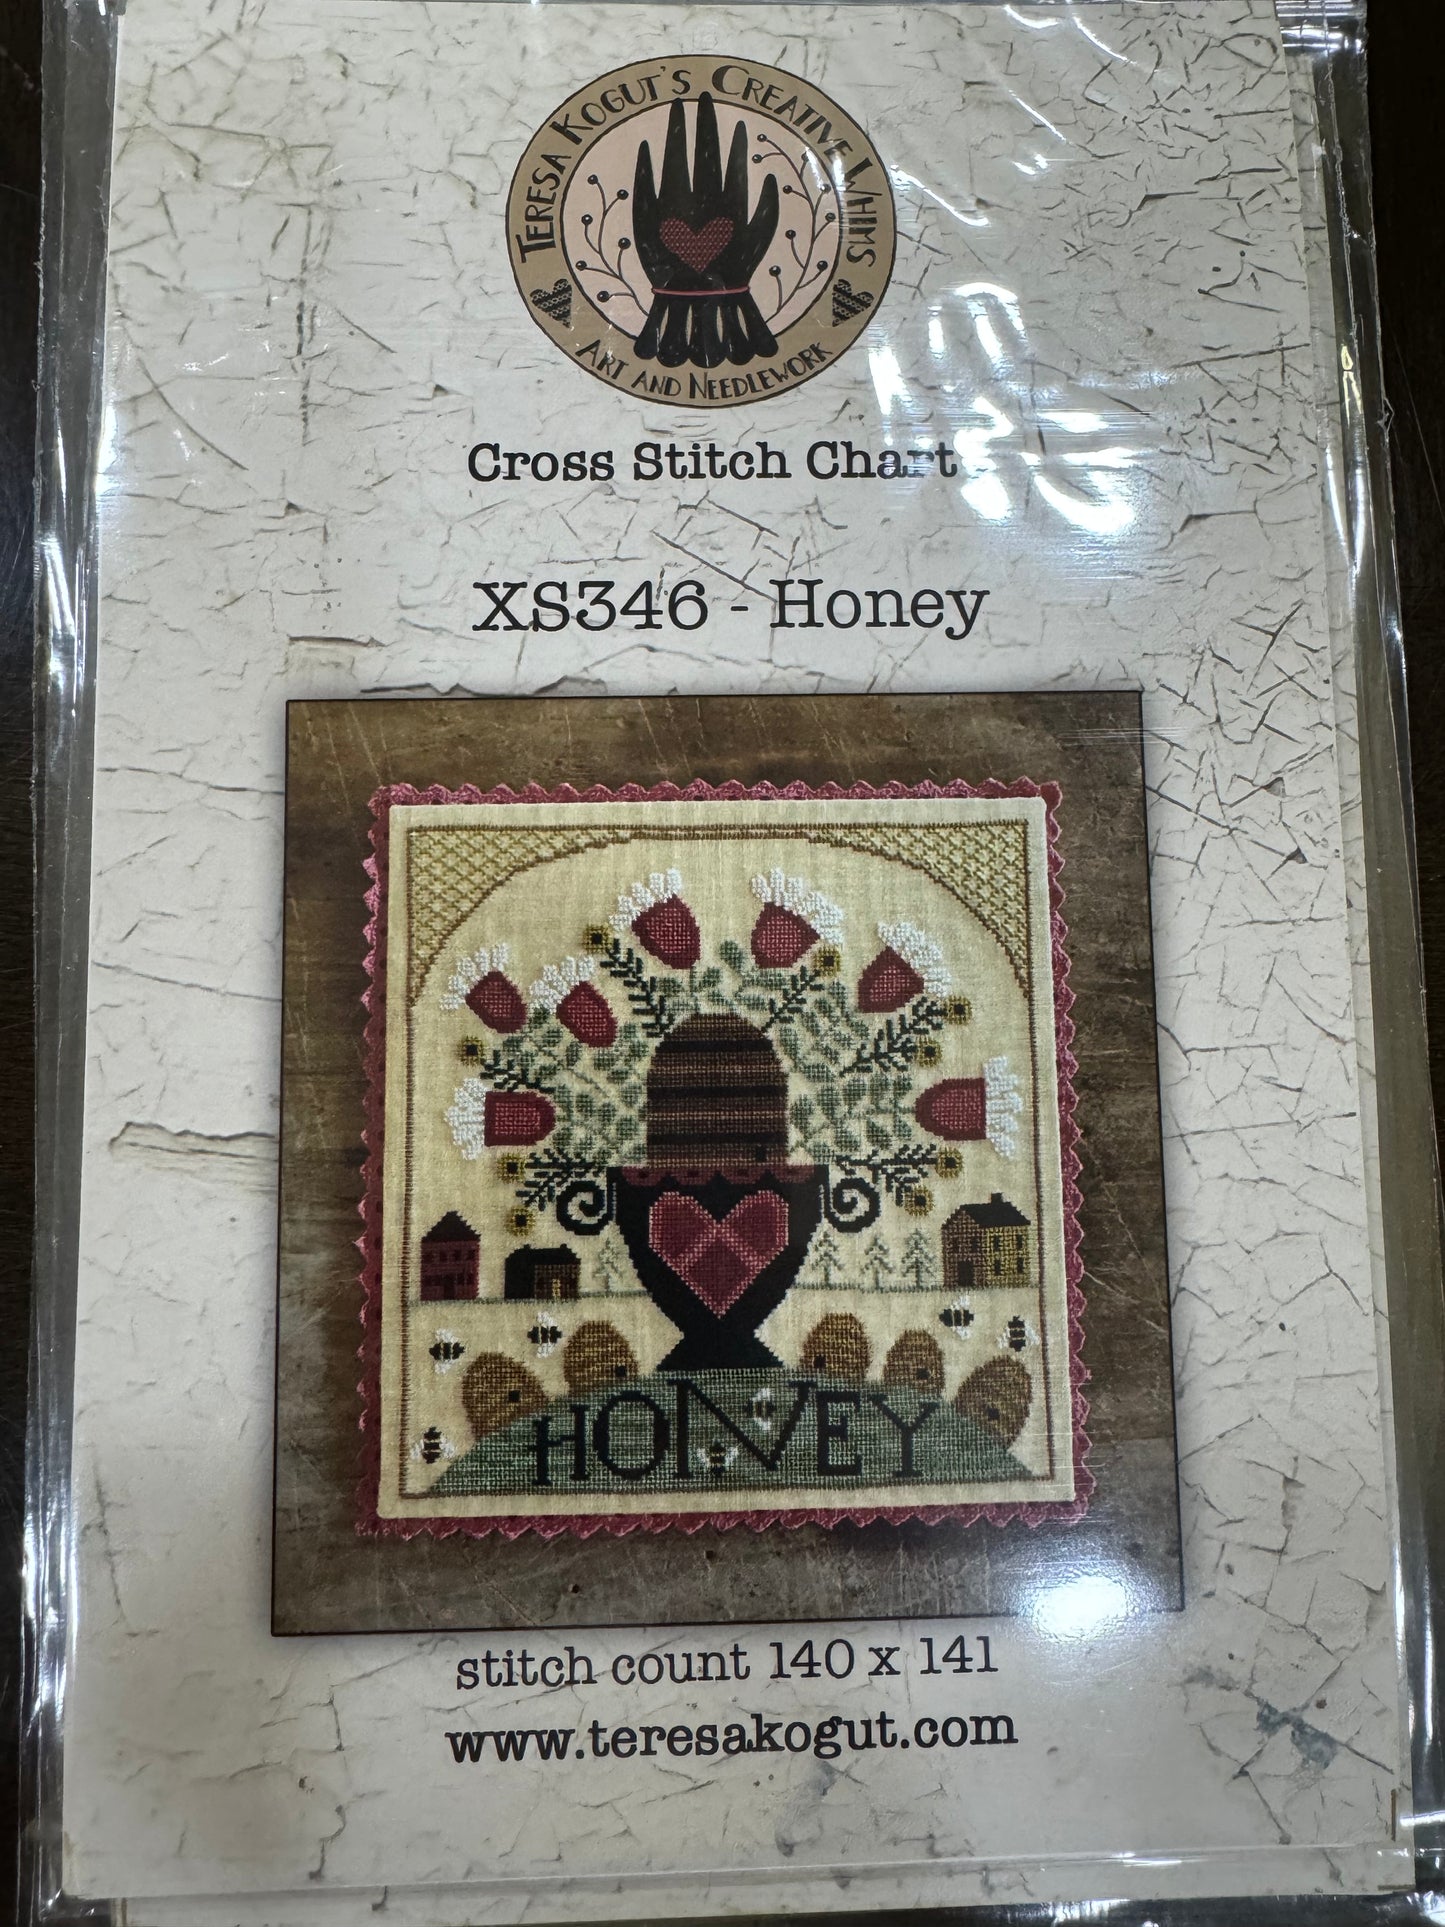 TERESA KOGUT'S CREATIVE WHIMS
ART AND NEEDLEWORK
Cross Stitch Chart
XS346 - Honey
HONEY
stitch count 140 x 141
www.teresakogut.com